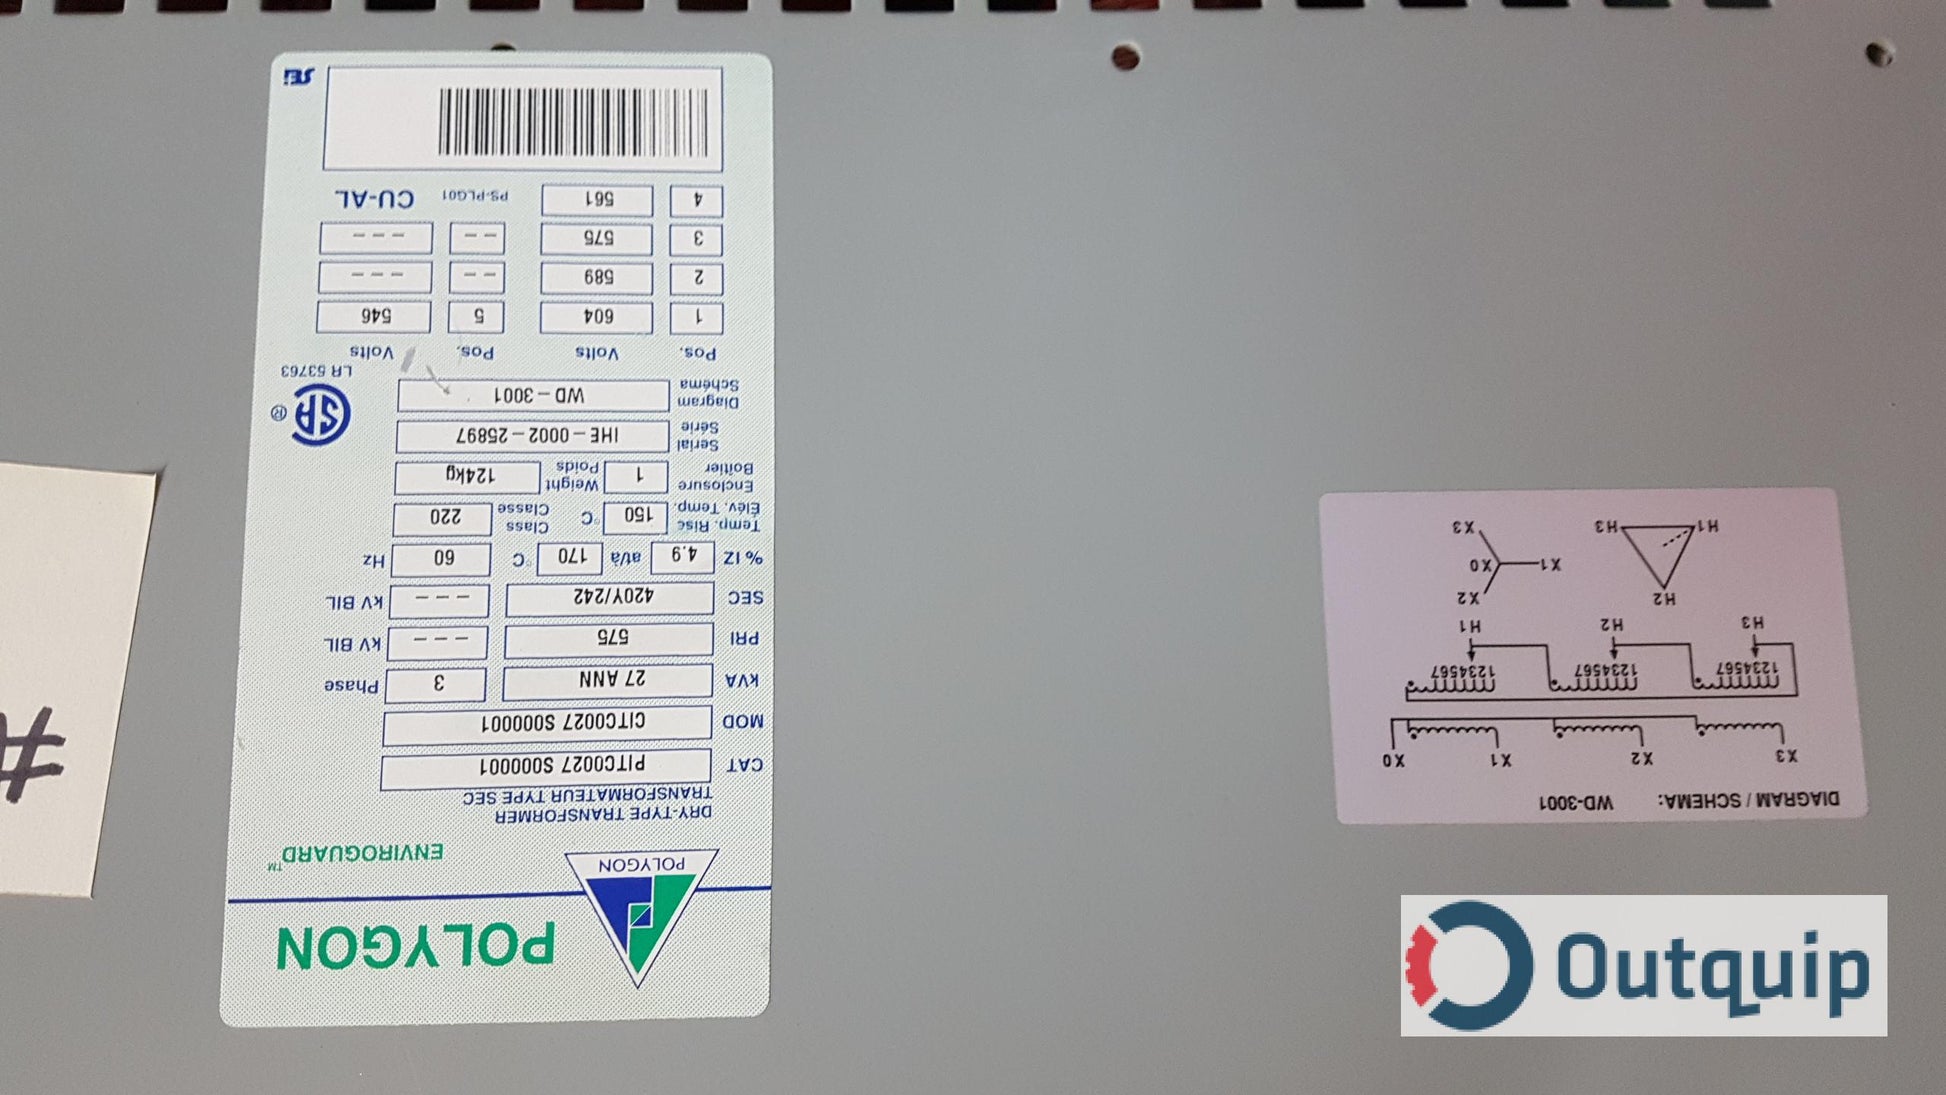 POLYGON
POLYGON
ENVIROGUARD™
DRY-TYPE TRANSFORMER
TRANSFORMATEUR TYPE SEC
CAT PITC0027 S000001
MOD CITC0027 S000001
KVA 27 ANN 3 Phase
PRI 575 - - - KV BIL
SEC 420Y/242 - - - KV BIL
% IZ 4.9 at/à 170 °C 60 Hz
Temp. Rise 150 °C Class 220
Élév. Temp. Classe
Enclosure 1 Weight 124kg
Boîtier Poids
Serial IHE-0002-25897
Série
Diagram WD-3001
Schéma
SA ®
LR 53763
Pos. Volts Pos. Volts
1 604 5 546
2 589 - - - - -
3 575 - - - - -
4 561 PS-PLG01 CU-AL
SEi
DIAGRAM / SCHEMA: WD-3001
X3 X2 X1 X0
1234567 1234567 1234567
H3 H2 H1
H2 X2
X1 X0
H1 H3 X3
#
Outquip